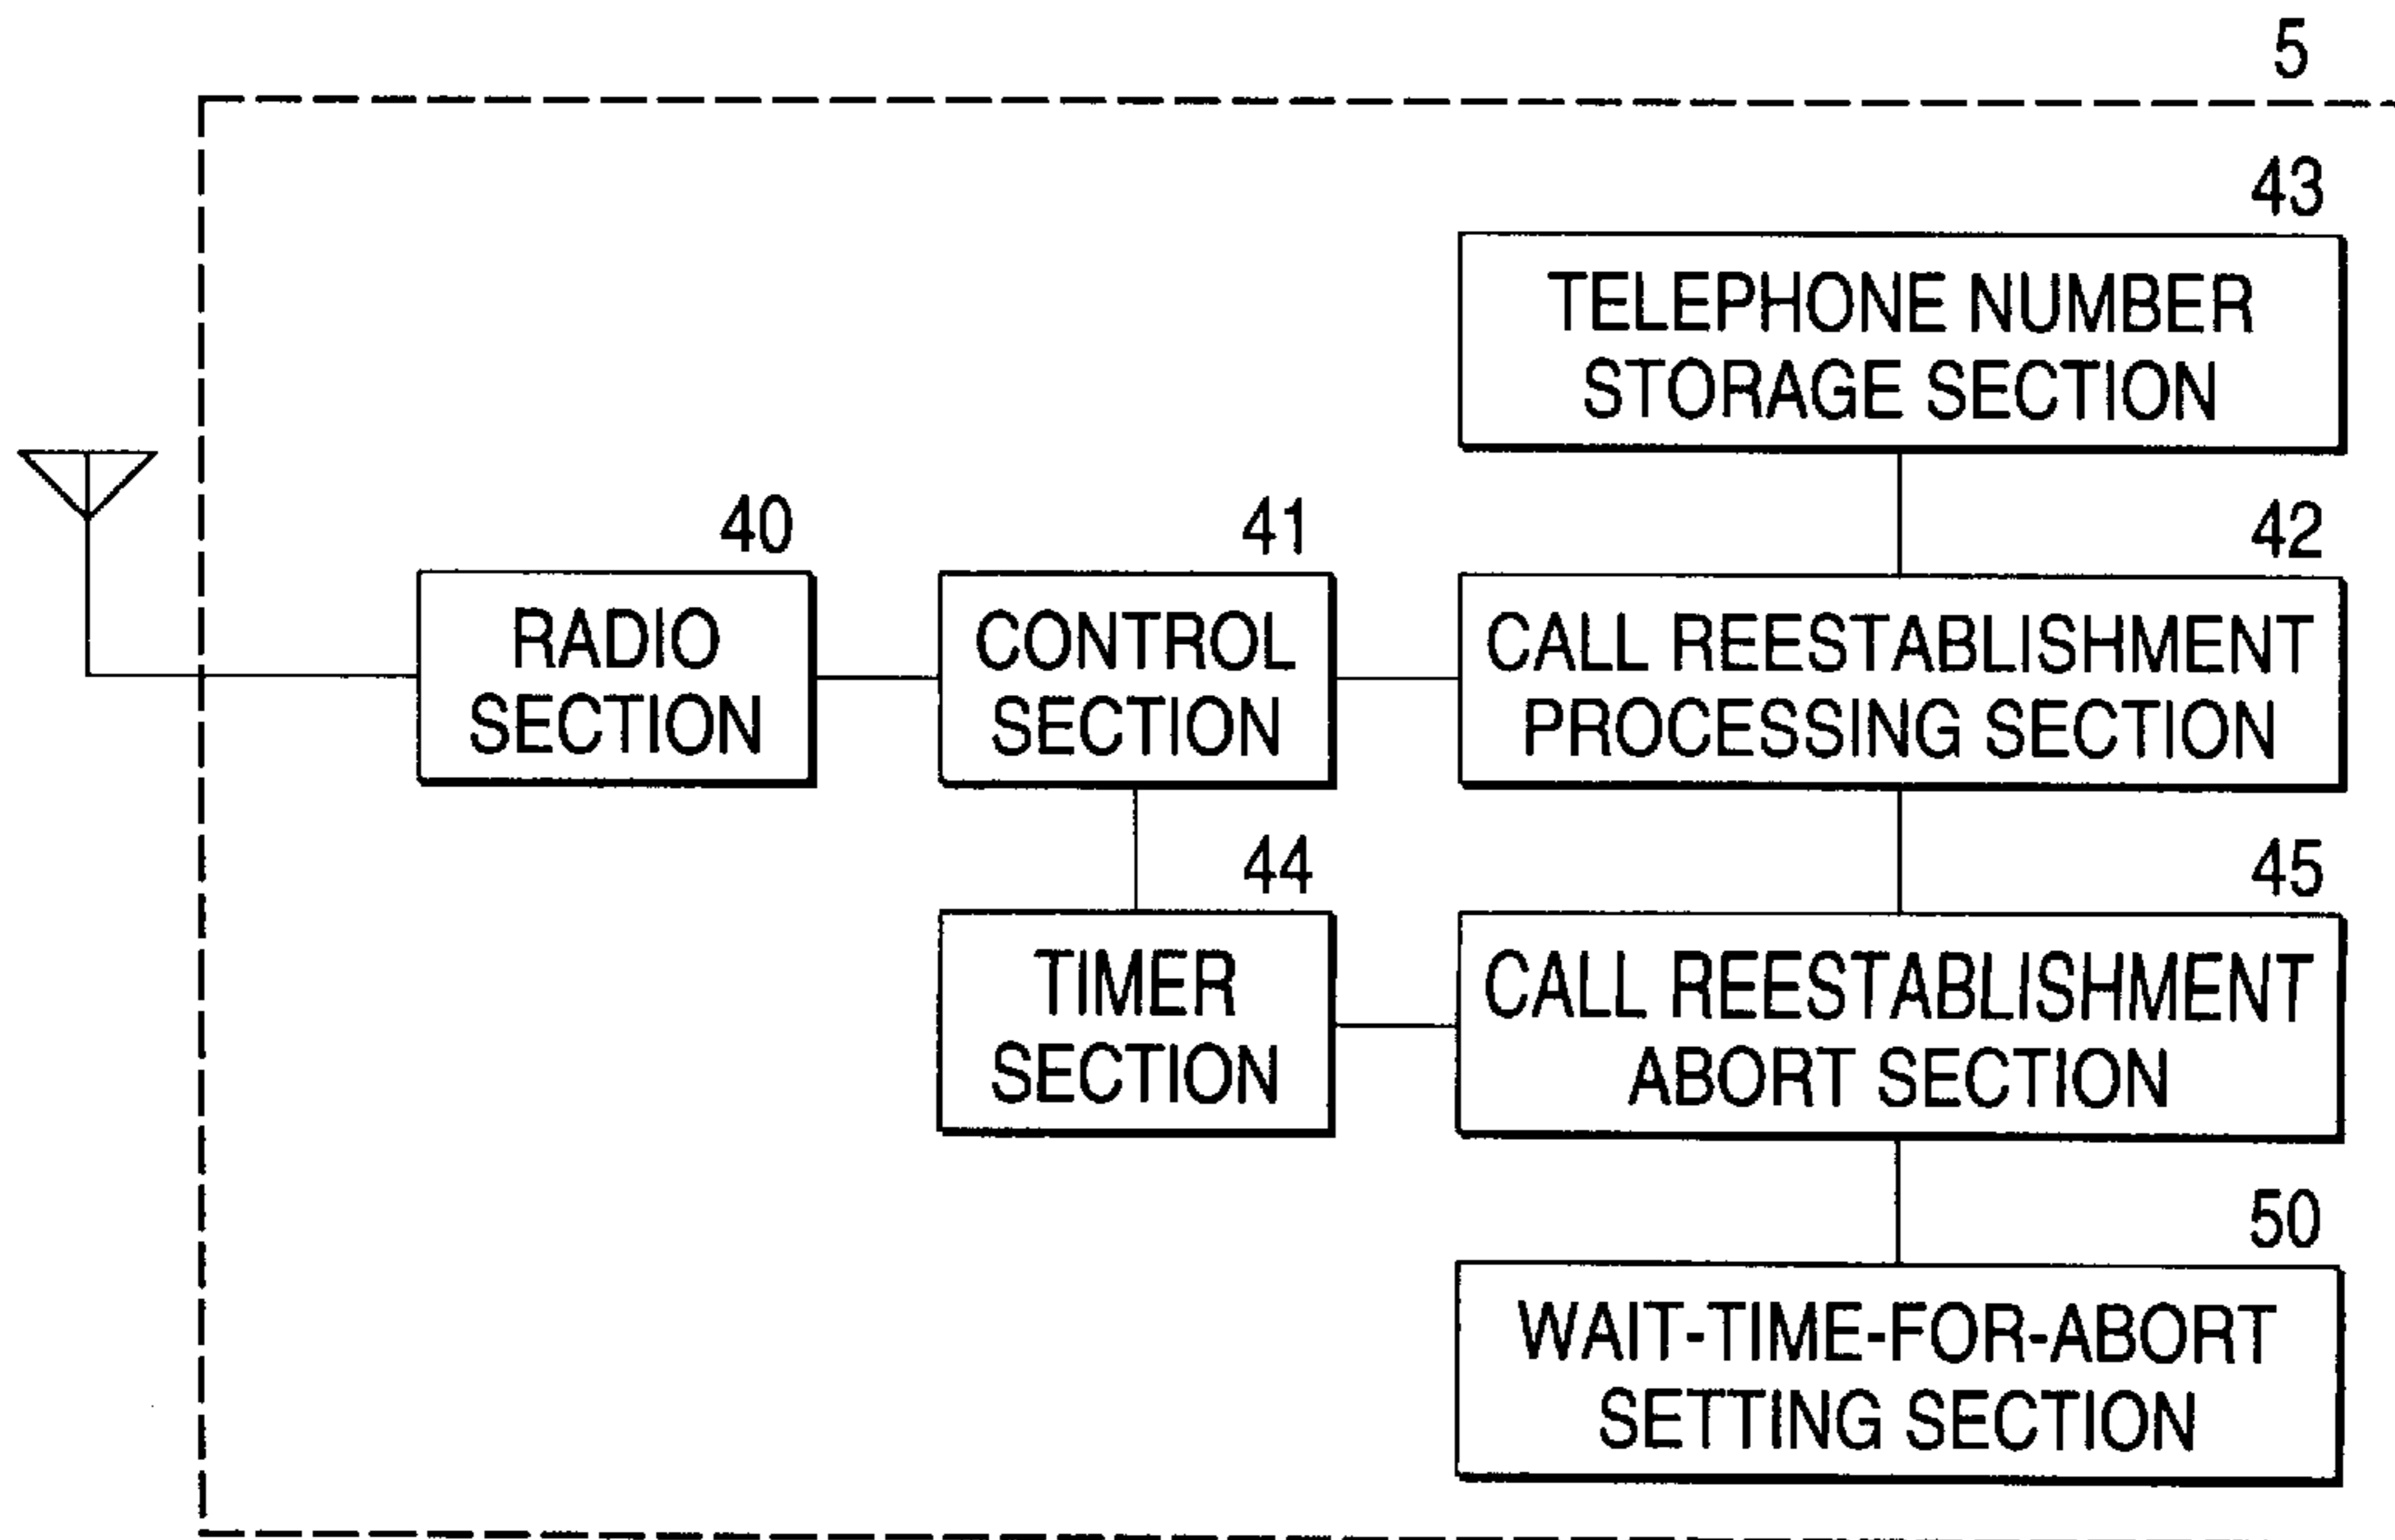 5
43
TELEPHONE NUMBER
STORAGE SECTION
40
41
42
RADIO
SECTION
CONTROL
SECTION
CALL REESTABLISHMENT
PROCESSING SECTION
44
45
TIMER
SECTION
CALL REESTABLISHMENT
ABORT SECTION
50
WAIT-TIME-FOR-ABORT
SETTING SECTION